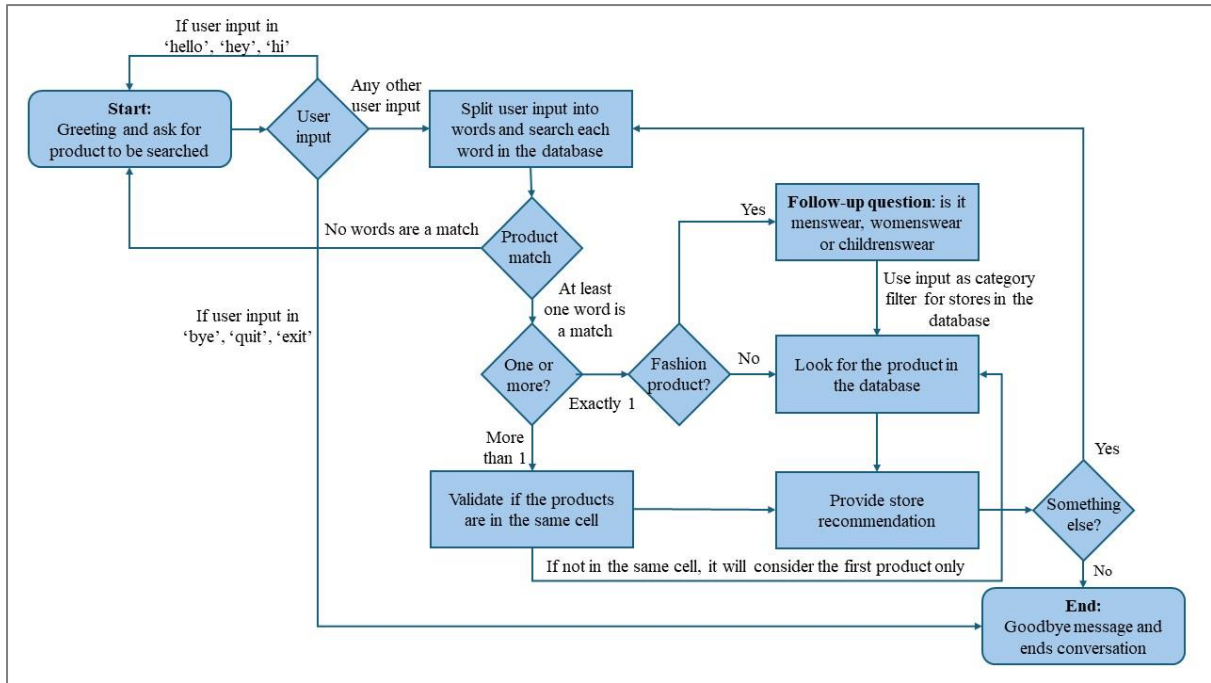 If user input in
‘hello’, ‘hey’, ‘hi’
Start:
Greeting and ask for
product to be searched
User
input
Any other
user input
Split user input into
words and search each
word in the database
No words are a match
Product
match
Yes
Follow-up question: is it
menswear, womenswear
or childrenswear
If user input in
‘bye’, ‘quit’, ‘exit’
At least
one word is
a match
Use input as category
filter for stores in the
database
One or
more?
Exactly 1
Fashion
product?
No
Look for the product in
the database
More
than 1
Validate if the products
are in the same cell
Provide store
recommendation
Yes
Something
else?
If not in the same cell, it will consider the first product only
No
End:
Goodbye message and
ends conversation